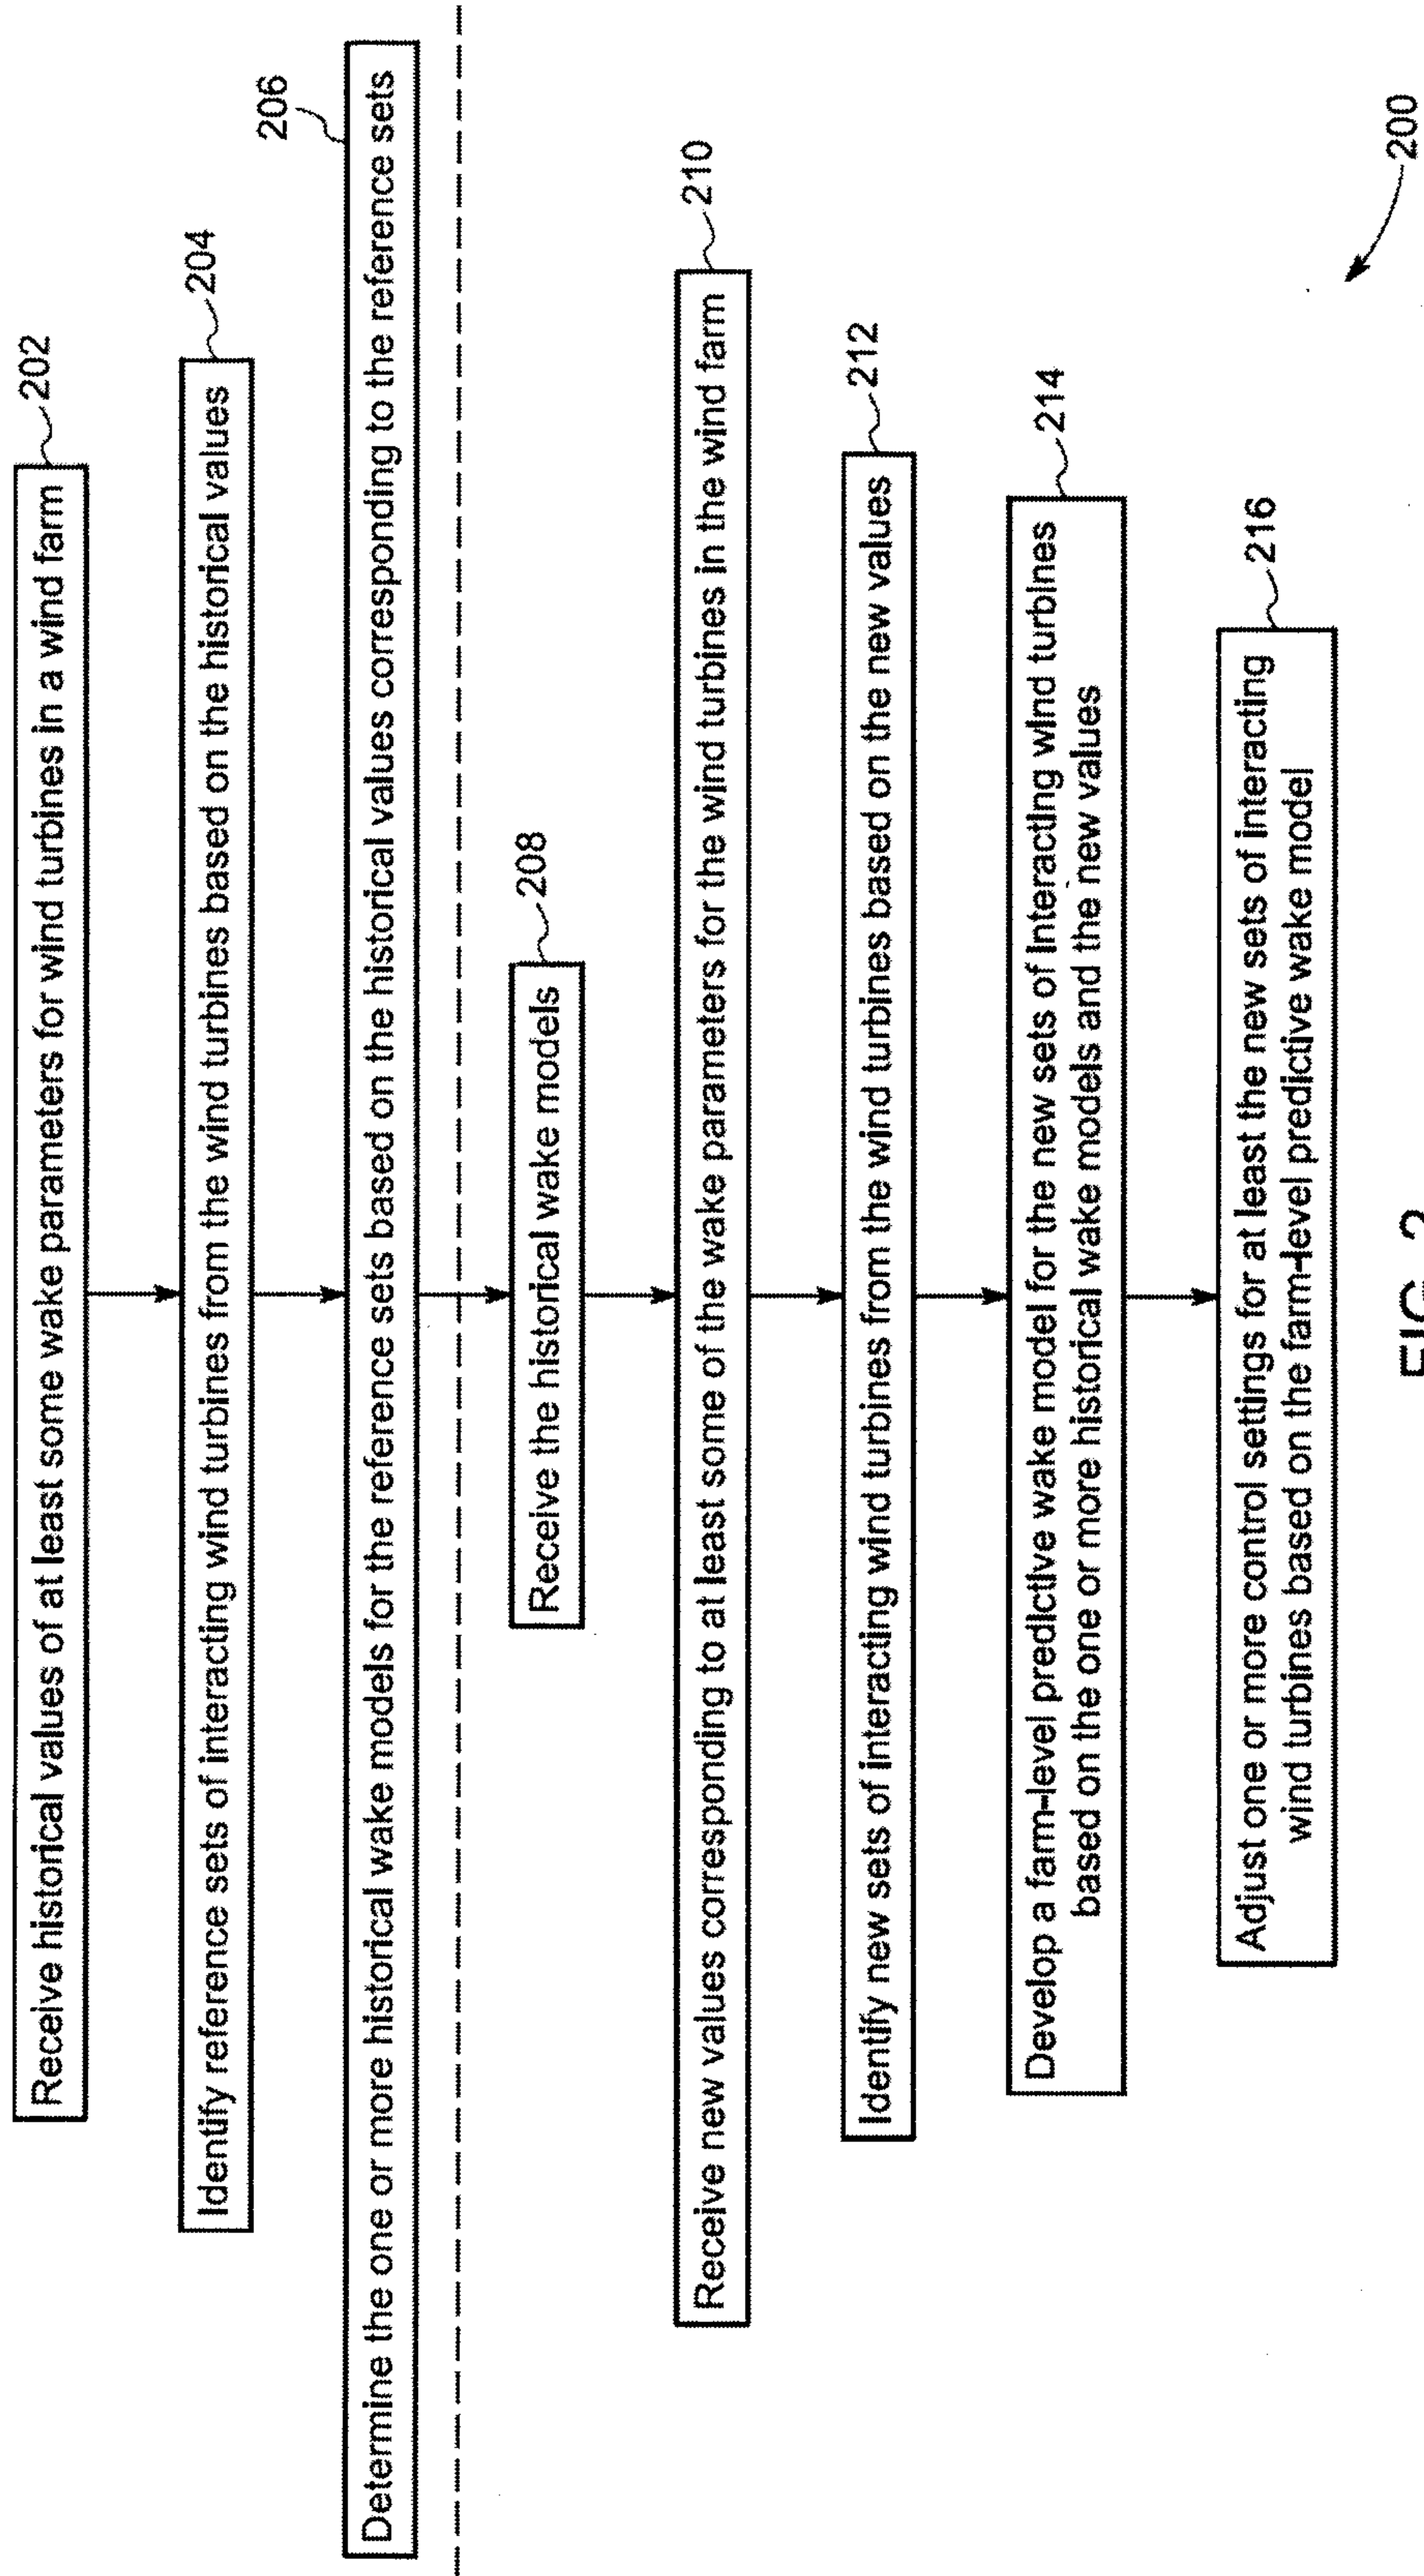 Receive historical values of at least some wake parameters for wind turbines in a wind farm
202
Identify reference sets of interacting wind turbines from the wind turbines based on the historical values
204
206
Determine the one or more historical wake models for the reference sets based on the historical values corresponding to the reference sets
Receive the historical wake models
208
Receive new values corresponding to at least some of the wake parameters for the wind turbines in the wind farm
210
Identify new sets of interacting wind turbines from the wind turbines based on the new values
212
Develop a farm-level predictive wake model for the new sets of interacting wind turbines
based on the one or more historical wake models and the new values
214
Adjust one or more control settings for at least the new sets of interacting
wind turbines based on the farm-level predictive wake model
216
200
FIG. 2